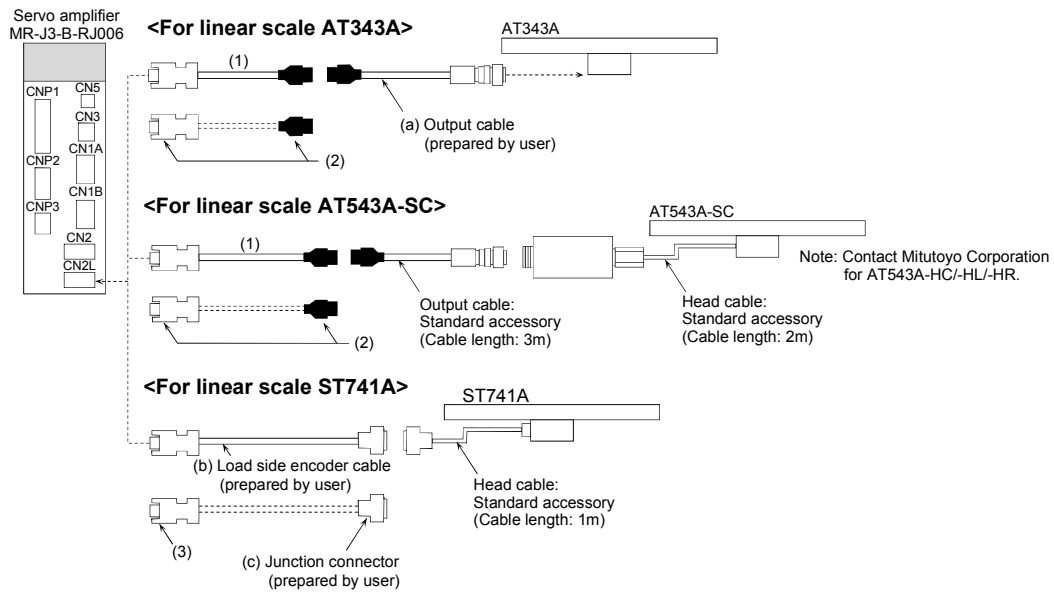 Servo amplifier
MR-J3-B-RJ006
CNP1
CN5
CN3
CN1A
CNP2
CN1B
CNP3
CN2
CN2L
<For linear scale AT343A>
AT343A
(1)
(a) Output cable
(prepared by user)
(2)
<For linear scale AT543A-SC>
AT543A-SC
(1)
Note: Contact Mitutoyo Corporation
for AT543A-HC/-HL/-HR.
Output cable:
Standard accessory
(Cable length: 3m)
Head cable:
Standard accessory
(Cable length: 2m)
(2)
<For linear scale ST741A>
ST741A
(b) Load side encoder cable
(prepared by user)
Head cable:
Standard accessory
(Cable length: 1m)
(3)
(c) Junction connector
(prepared by user)